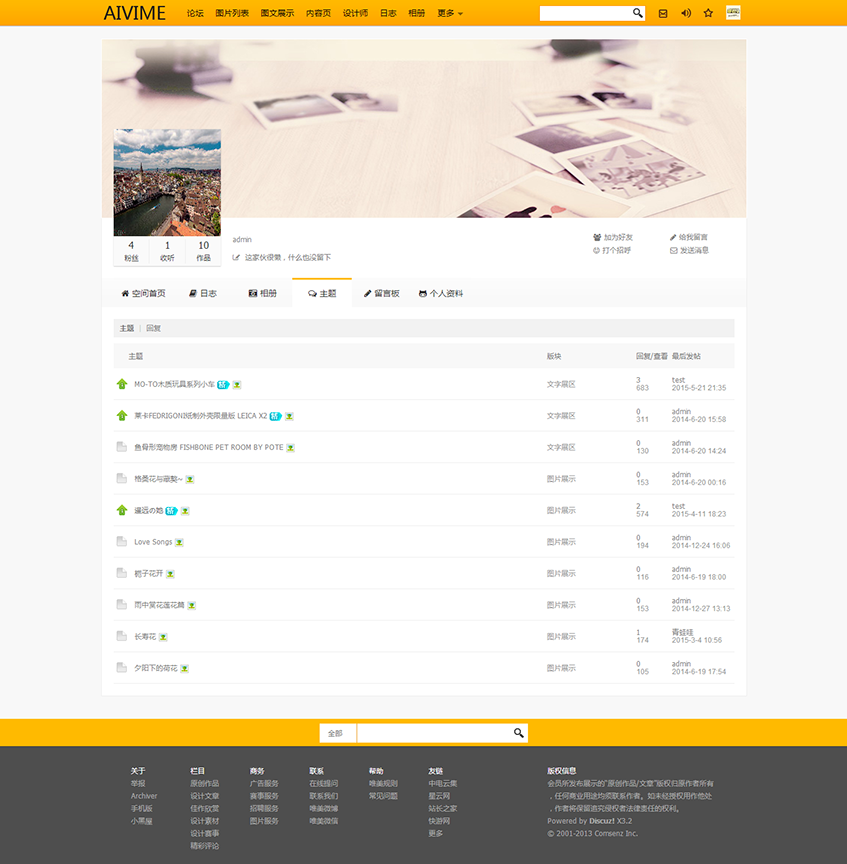 AIVIME 论坛 图片列表 图文展示 内容页 设计师 日志 相册 更多
4 1 10
粉丝 收听 作品
admin
这家伙很懒，什么也没留下
加为好友 给我留言
打个招呼 发送消息
空间首页 日志 相册 主题 留言板 个人资料
主题 | 回复
主题 版块 回复/查看 最后发帖
MO-TO木质玩具系列小车 文字展区 3 test
683 2015-5-21 21:35
莱卡FEDRIGONI纸制外壳限量版 LEICA X2 文字展区 0 admin
311 2014-6-20 15:58
鱼骨形宠物房 FISHBONE PET ROOM BY POTE 文字展区 0 admin
130 2014-6-20 14:24
格桑花与蓝蝴~ 图片展示 0 admin
153 2014-6-20 00:16
遥远の她 图片展示 2 test
574 2015-4-11 18:23
Love Songs 图片展示 0 admin
194 2014-12-24 16:06
栀子花开 图片展示 0 admin
116 2014-6-19 18:00
雨中赏花莲花颜 图片展示 0 admin
153 2014-12-27 13:13
长寿花 图片展示 1 青蛙哇
174 2015-3-4 10:56
夕阳下的荷花 图片展示 0 admin
105 2014-6-19 17:54
全部
关于 栏目 商务 联系 帮助 友链 版权信息
举报 原创作品 广告服务 在线提问 唯美规则 中电云集 会员所发布展示的“原创作品/文章”版权归原作者所有
Archiver 设计文章 赛事服务 联系我们 常见问题 星云网 ，任何商业用途均须联系作者。如未经授权用作他处
手机版 佳作欣赏 招聘服务 唯美微博 站长之家 ，作者将保留追究侵权者法律责任的权利。
小黑屋 设计素材 图片服务 唯美微信 快游网 Powered by Discuz! X3.2
设计赛事 更多 © 2001-2013 Comsenz Inc.
精彩评论